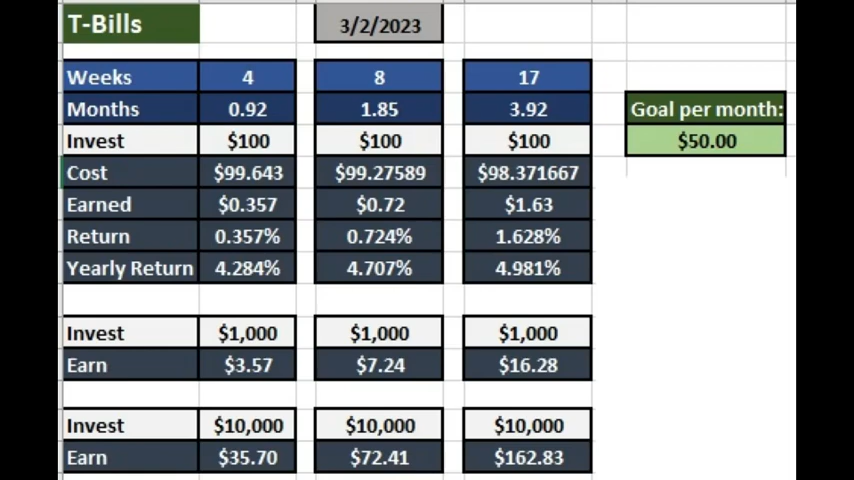 T-Bills 3/2/2023
Weeks 4 8 17
Months 0.92 1.85 3.92 Goal per month:
Invest $100 $100 $100 $50.00
Cost $99.643 $99.27589 $98.371667
Earned $0.357 $0.72 $1.63
Return 0.357% 0.724% 1.628%
Yearly Return 4.284% 4.707% 4.981%
Invest $1,000 $1,000 $1,000
Earn $3.57 $7.24 $16.28
Invest $10,000 $10,000 $10,000
Earn $35.70 $72.41 $162.83